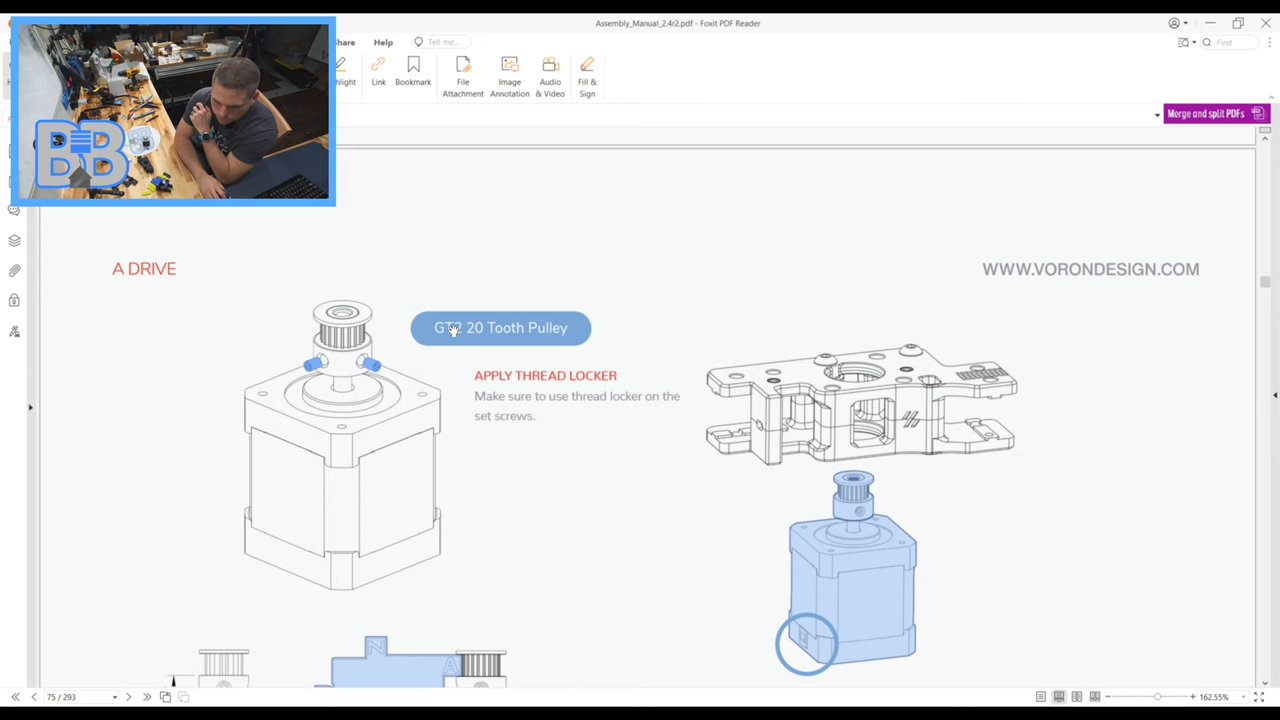 Assembly_Manual_2.4r2.pdf - Foxit PDF Reader
Share Help Tell me...
Find
Link
Bookmark
File
Attachment
Image
Annotation
Audio
& Video
Fill &
Sign
Merge and split PDFs
BB
A DRIVE
WWW.VORONDESIGN.COM
GT2 20 Tooth Pulley
APPLY THREAD LOCKER
Make sure to use thread locker on the
set screws.
Z
A
75 / 293
162.55%